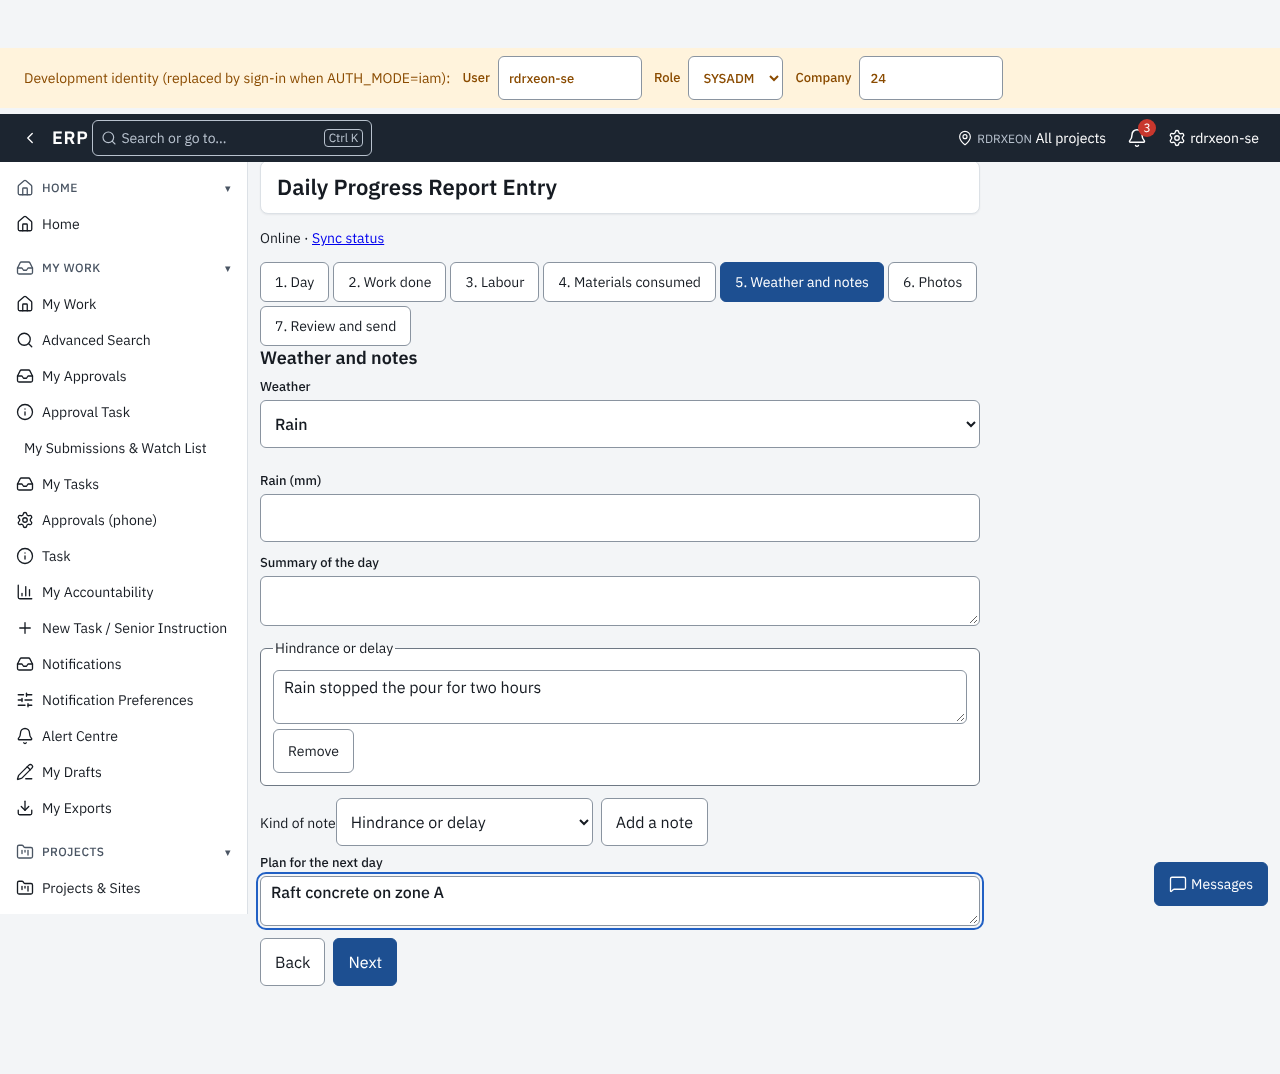 Development identity (replaced by sign-in when AUTH_MODE=iam): User rdrxeon-se Role SYSADM Company 24
ERP Search or go to... Ctrl K RDRXEON All projects 3 rdrxeon-se
HOME
Home
MY WORK
My Work
Advanced Search
My Approvals
Approval Task
My Submissions & Watch List
My Tasks
Approvals (phone)
Task
My Accountability
New Task / Senior Instruction
Notifications
Notification Preferences
Alert Centre
My Drafts
My Exports
PROJECTS
Projects & Sites
Daily Progress Report Entry
Online · Sync status
1. Day 2. Work done 3. Labour 4. Materials consumed 5. Weather and notes 6. Photos
7. Review and send
Weather and notes
Weather
Rain
Rain (mm)
Summary of the day
Hindrance or delay
Rain stopped the pour for two hours
Remove
Kind of note Hindrance or delay Add a note
Plan for the next day
Raft concrete on zone A
Back Next
Messages